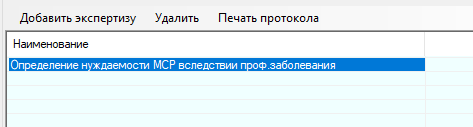 Добавить экспертизу Удалить Печать протокола
Наименование
Определение нуждаемости МСР вследствии проф.заболевания